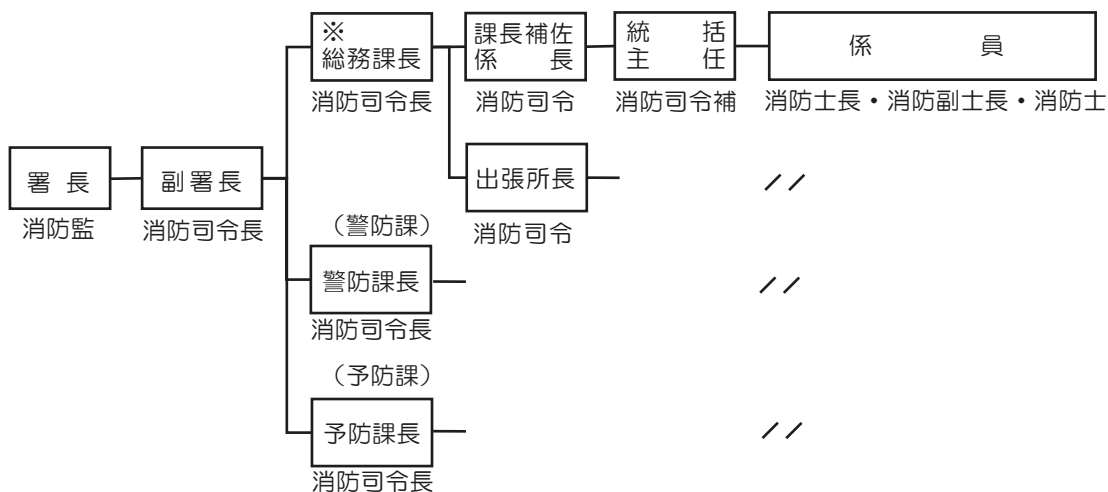 ※
総務課長
課長補佐
係長
統括
主任
係員
消防司令長
消防司令
消防司令補
消防士長・消防副士長・消防士
署長
副署長
出張所長
〃
消防監
消防司令長
(警防課)
消防司令
警防課長
〃
消防司令長
(予防課)
予防課長
〃
消防司令長